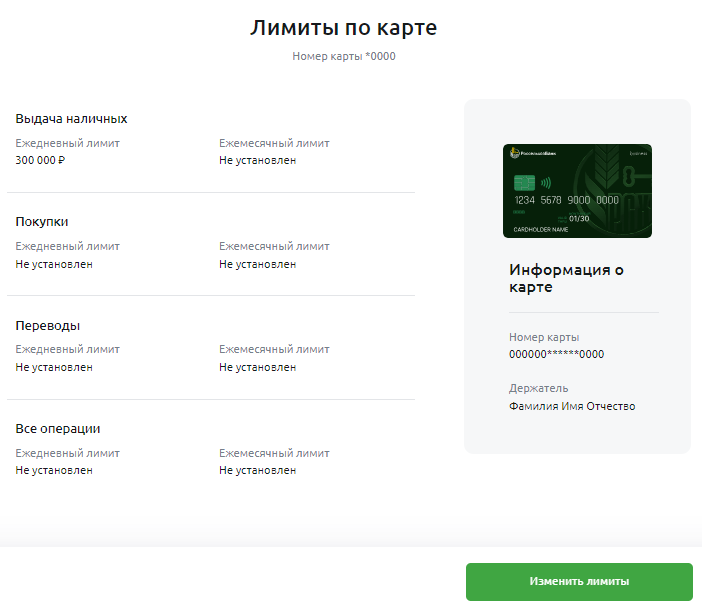 Лимиты по карте
Номер карты *0000
Выдача наличных
Ежедневный лимит
Ежемесячный лимит
300 000 ₽
Не установлен
Покупки
Ежедневный лимит
Ежемесячный лимит
Не установлен
Не установлен
Переводы
Ежедневный лимит
Ежемесячный лимит
Не установлен
Не установлен
Все операции
Ежедневный лимит
Ежемесячный лимит
Не установлен
Не установлен
РоссельхозБанк
1234 5678 9000 0000
01/30
CARDHOLDER NAME
Информация о
карте
Номер карты
000000******0000
Держатель
Фамилия Имя Отчество
Изменить лимиты